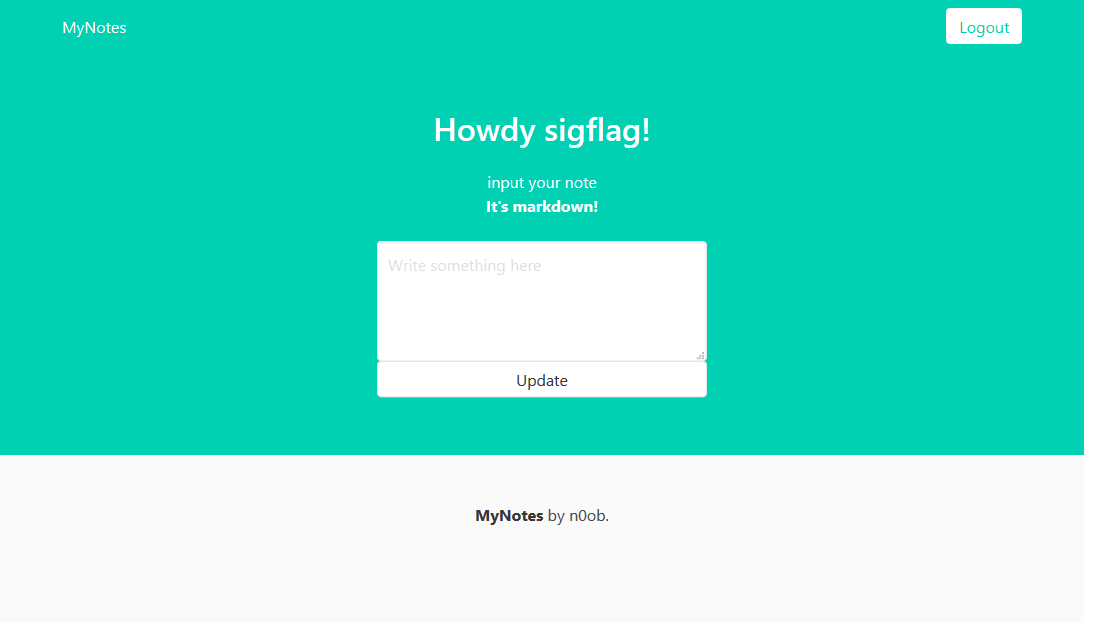 MyNotes
Logout
Howdy sigflag!
input your note
It's markdown!
Write something here
Update
MyNotes by n0ob.